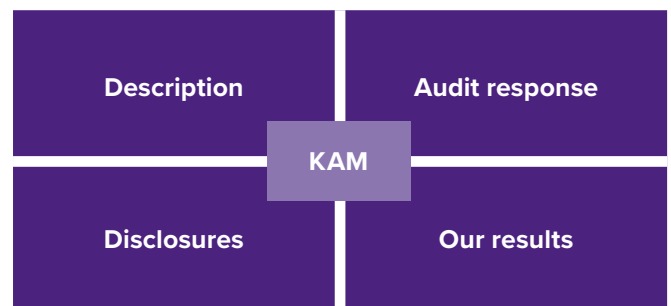 Description
Audit response
KAM
Disclosures
Our results